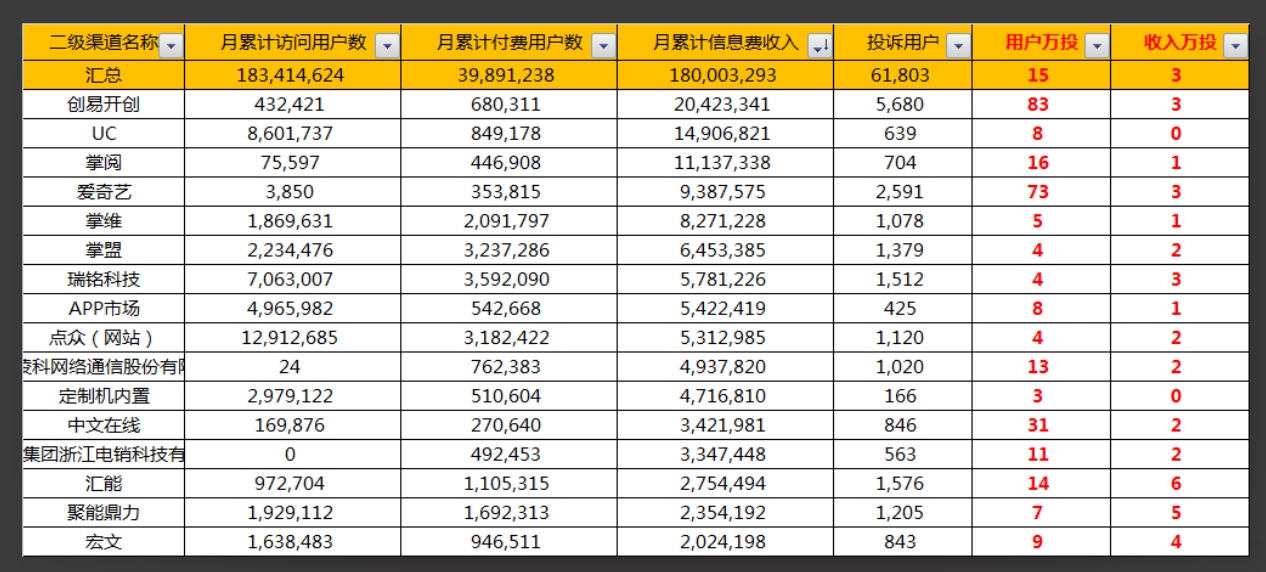 二级渠道名称 月累计访问用户数 月累计付费用户数 月累计信息费收入 投诉用户 用户万投 收入万投
汇总 183,414,624 39,891,238 180,003,293 61,803 15 3
创易开创 432,421 680,311 20,423,341 5,680 83 3
UC 8,601,737 849,178 14,906,821 639 8 0
掌阅 75,597 446,908 11,137,338 704 16 1
爱奇艺 3,850 353,815 9,387,575 2,591 73 3
掌维 1,869,631 2,091,797 8,271,228 1,078 5 1
掌盟 2,234,476 3,237,286 6,453,385 1,379 4 2
瑞铭科技 7,063,007 3,592,090 5,781,226 1,512 4 3
APP市场 4,965,982 542,668 5,422,419 425 8 1
点众（网站） 12,912,685 3,182,422 5,312,985 1,120 4 2
科网络通信股份有 24 762,383 4,937,820 1,020 13 2
定制机内置 2,979,122 510,604 4,716,810 166 3 0
中文在线 169,876 270,640 3,421,981 846 31 2
集团浙江电销科技有 0 492,453 3,347,448 563 11 2
汇能 972,704 1,105,315 2,754,494 1,576 14 6
聚能鼎力 1,929,112 1,692,313 2,354,192 1,205 7 5
宏文 1,638,483 946,511 2,024,198 843 9 4